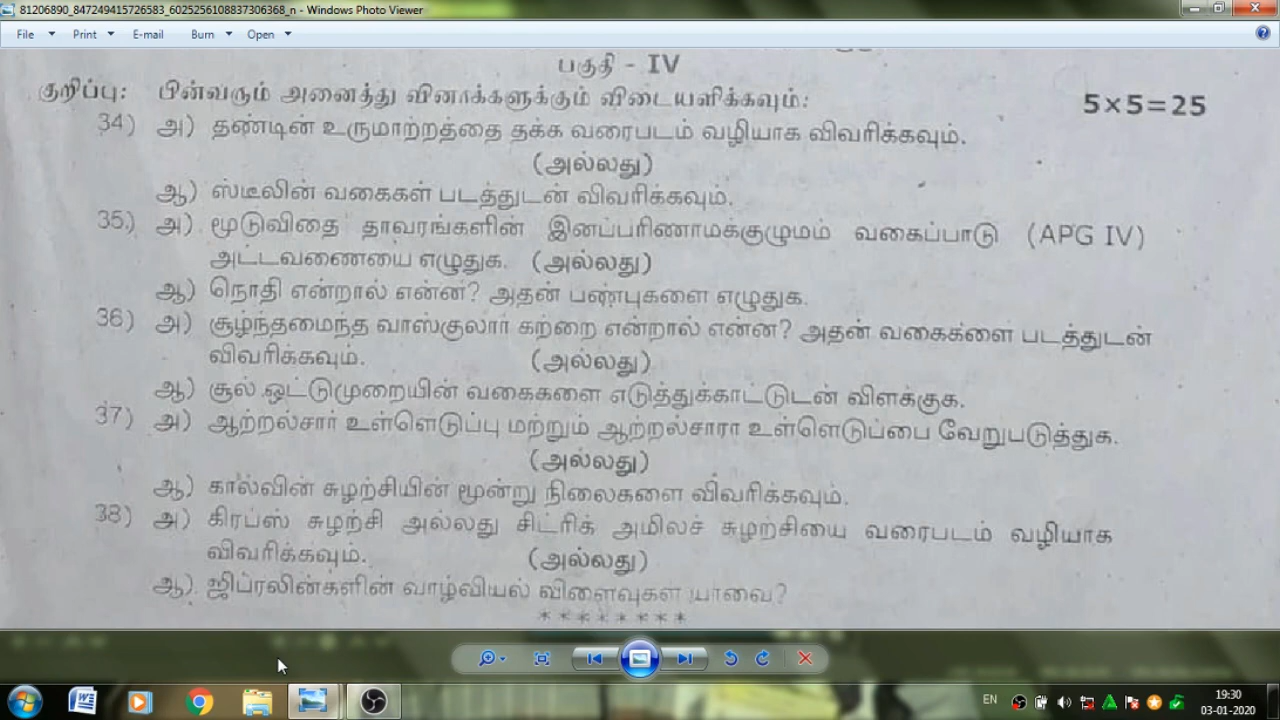 81206890_847249415726583_6025256108837306368_n - Windows Photo Viewer
File Print E-mail Burn Open
பகுதி - IV
குறிப்பு: பின்வரும் அனைத்து வினாக்களுக்கும் விடையளிக்கவும்: 5×5=25
34) அ) தண்டின் உருமாற்றத்தை தக்க வரைபடம் வழியாக விவரிக்கவும்.
(அல்லது)
ஆ) ஸ்டீலின் வகைகள் படத்துடன் விவரிக்கவும்.
35) அ) மூடுவிதை தாவரங்களின் இனப்பரிணாமக்குழுமம் வகைப்பாடு (APG IV)
அட்டவணையை எழுதுக. (அல்லது)
ஆ) நொதி என்றால் என்ன? அதன் பண்புகளை எழுதுக.
36) அ) சூழ்ந்தமைந்த வாஸ்குலார் கற்றை என்றால் என்ன? அதன் வகைக்ளை படத்துடன்
விவரிக்கவும். (அல்லது)
ஆ) சூல் ஒட்டுமுறையின் வகைகளை எடுத்துக்காட்டுடன் விளக்குக.
37) அ) ஆற்றல்சார் உள்ளெடுப்பு மற்றும் ஆற்றல்சாரா உள்ளெடுப்பை வேறுபடுத்துக.
(அல்லது)
ஆ) கால்வின் சுழற்சியின் மூன்று நிலைகளை விவரிக்கவும்.
38) அ) கிரப்ஸ் சுழற்சி அல்லது சிட்ரிக் அமிலச் சுழற்சியை வரைபடம் வழியாக
விவரிக்கவும். (அல்லது)
ஆ) ஜிப்ரலின்களின் வாழ்வியல் விளைவுகள் யாவை?
********
EN 19:30
03-01-2020